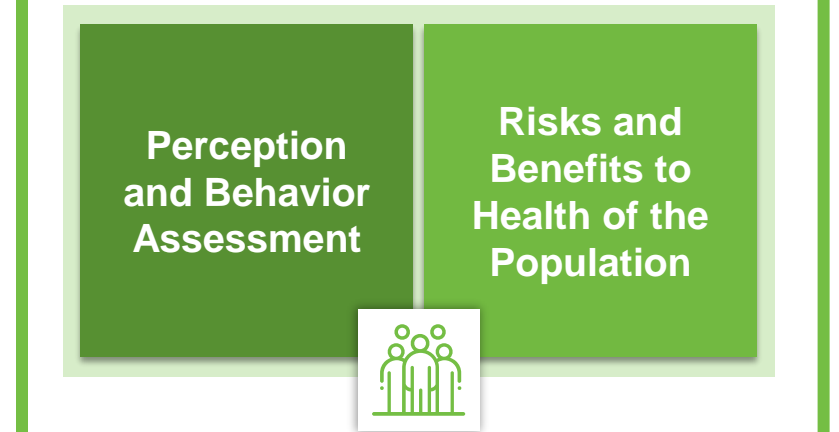 Perception
and Behavior
Assessment
Risks and
Benefits to
Health of the
Population